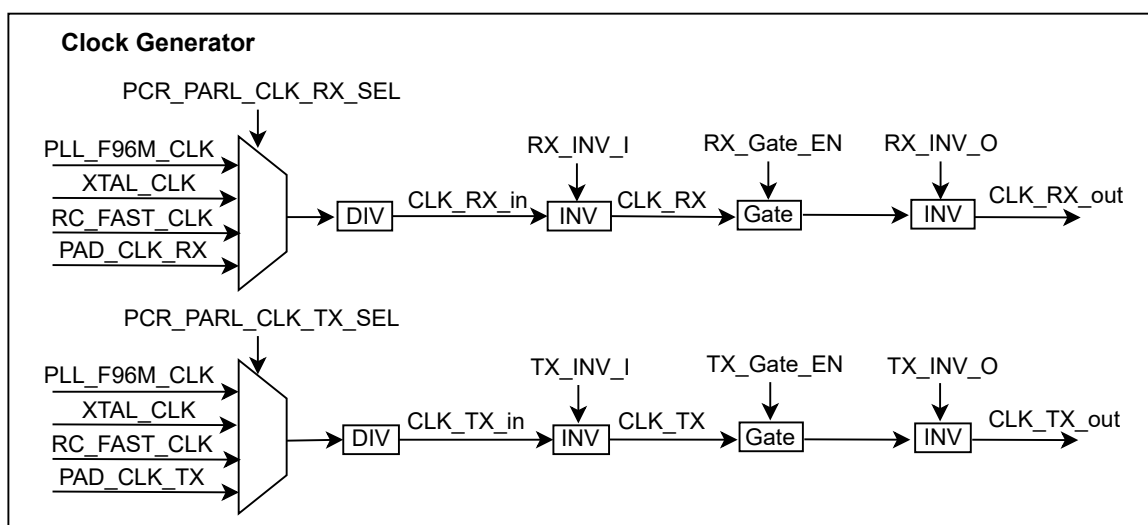 Clock Generator
PCR_PARL_CLK_RX_SEL
PLL_F96M_CLK
XTAL_CLK
RC_FAST_CLK
PAD_CLK_RX
DIV
CLK_RX_in
RX_INV_I
INV
CLK_RX
RX_Gate_EN
Gate
RX_INV_O
INV
CLK_RX_out
PCR_PARL_CLK_TX_SEL
PLL_F96M_CLK
XTAL_CLK
RC_FAST_CLK
PAD_CLK_TX
DIV
CLK_TX_in
TX_INV_I
INV
CLK_TX
TX_Gate_EN
Gate
TX_INV_O
INV
CLK_TX_out